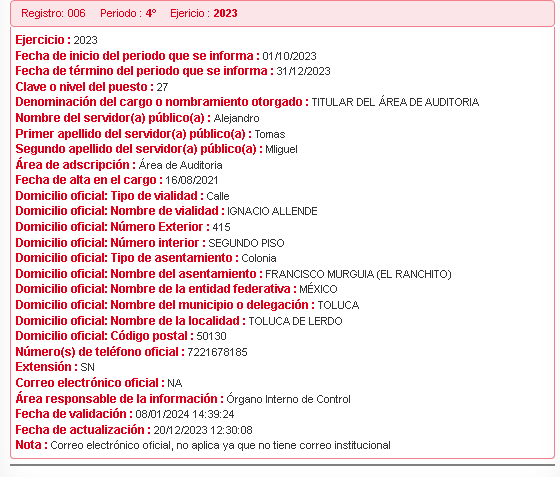 Registro: 006 Periodo : 4º Ejericio : 2023
Ejercicio : 2023
Fecha de inicio del periodo que se informa : 01/10/2023
Fecha de término del periodo que se informa : 31/12/2023
Clave o nivel del puesto : 27
Denominación del cargo o nombramiento otorgado : TITULAR DEL ÁREA DE AUDITORIA
Nombre del servidor(a) público(a) : Alejandro
Primer apellido del servidor(a) público(a) : Tomas
Segundo apellido del servidor(a) público(a) : MIiguel
Área de adscripción : Área de Auditoria
Fecha de alta en el cargo : 16/08/2021
Domicilio oficial: Tipo de vialidad : Calle
Domicilio oficial: Nombre de vialidad : IGNACIO ALLENDE
Domicilio oficial: Número Exterior : 415
Domicilio oficial: Número interior : SEGUNDO PISO
Domicilio oficial: Tipo de asentamiento : Colonia
Domicilio oficial: Nombre del asentamiento : FRANCISCO MURGUIA (EL RANCHITO)
Domicilio oficial: Nombre de la entidad federativa : MÉXICO
Domicilio oficial: Nombre del municipio o delegación : TOLUCA
Domicilio oficial: Nombre de la localidad : TOLUCA DE LERDO
Domicilio oficial: Código postal : 50130
Número(s) de teléfono oficial : 7221678185
Extensión : SN
Correo electrónico oficial : NA
Área responsable de la información : Órgano Interno de Control
Fecha de validación : 08/01/2024 14:39:24
Fecha de actualización : 20/12/2023 12:30:08
Nota : Correo electrónico oficial, no aplica ya que no tiene correo institucional